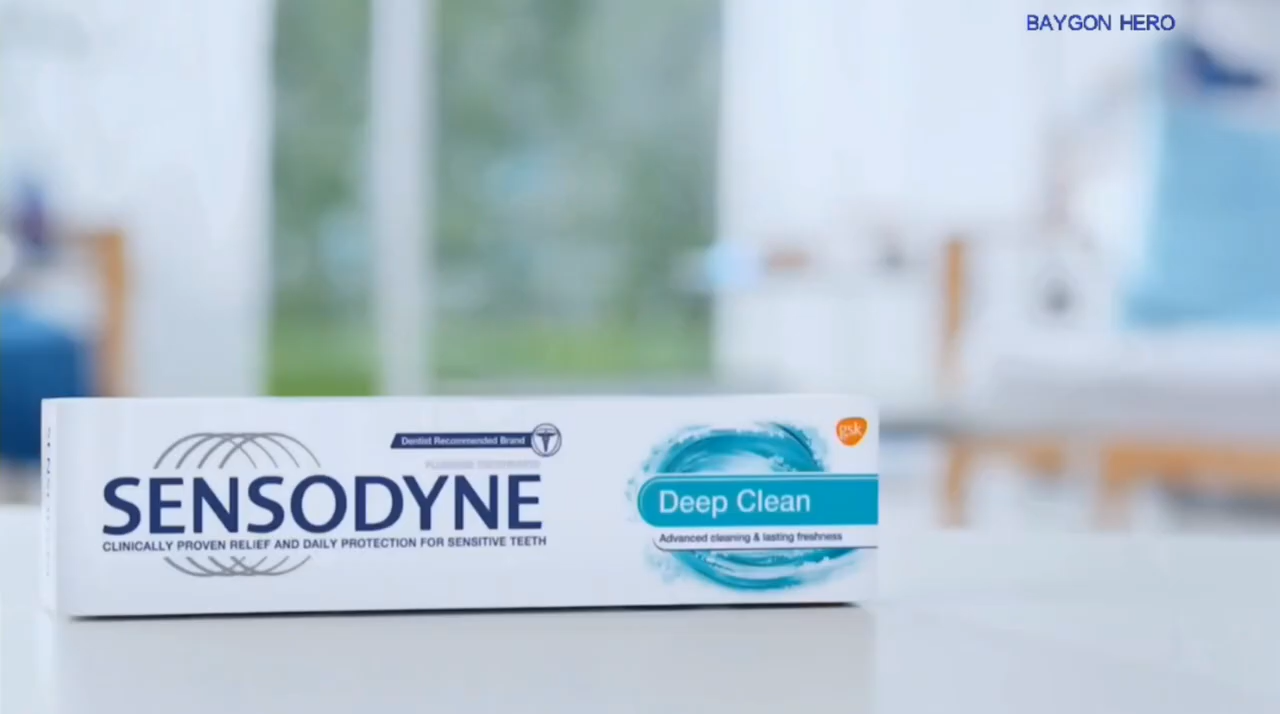 BAYGON HERO
Dentist Recommended Brand
SENSODYNE
CLINICALLY PROVEN RELIEF AND DAILY PROTECTION FOR SENSITIVE TEETH
gsk
Deep Clean
Advanced cleaning & lasting freshness